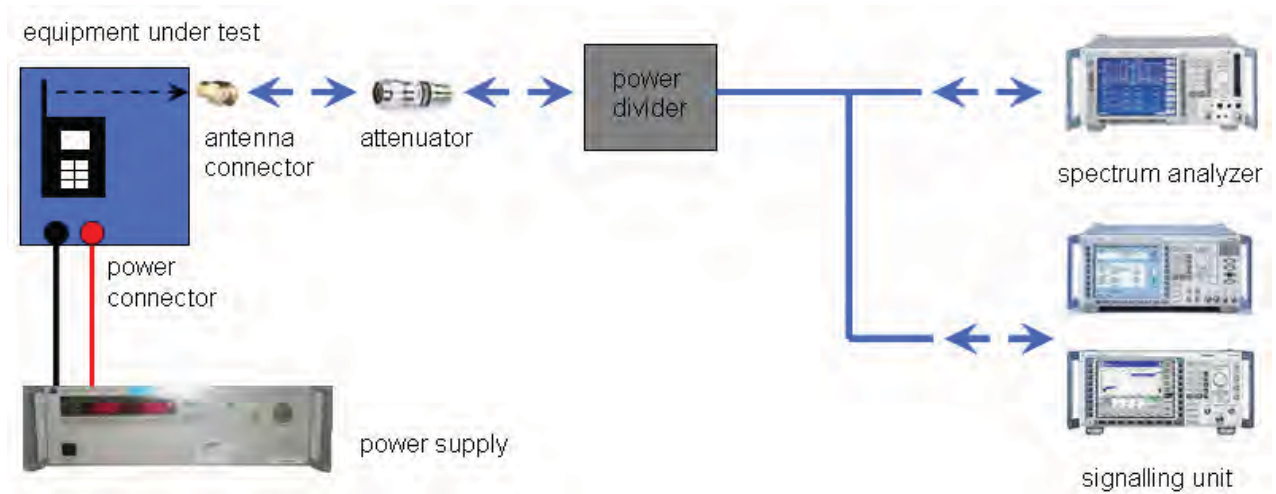 equipment under test
antenna
connector
attenuator
power
divider
spectrum analyzer
power
connector
power supply
signalling unit